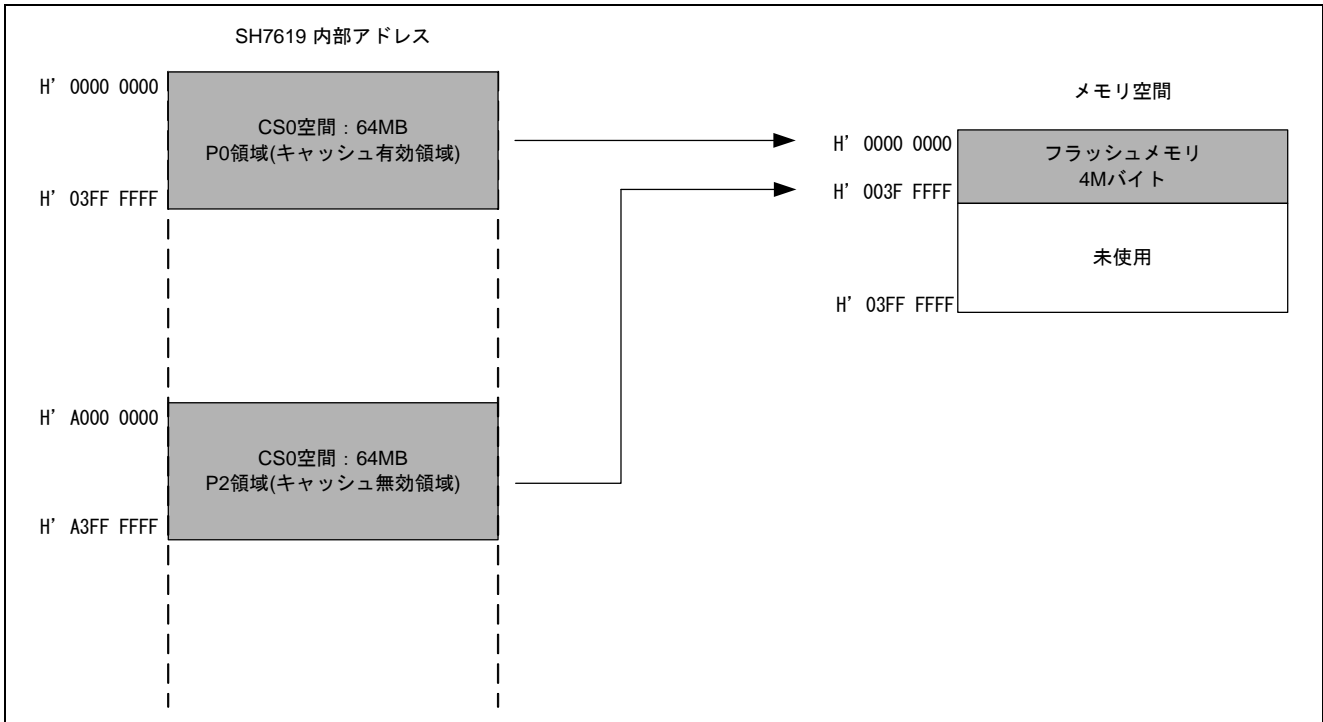 SH7619 内部アドレス
H' 0000 0000
CS0空間：64MB
P0領域(キャッシュ有効領域)
H' 03FF FFFF
H' A000 0000
CS0空間：64MB
P2領域(キャッシュ無効領域)
H' A3FF FFFF
メモリ空間
H' 0000 0000
フラッシュメモリ
4Mバイト
H' 003F FFFF
未使用
H' 03FF FFFF